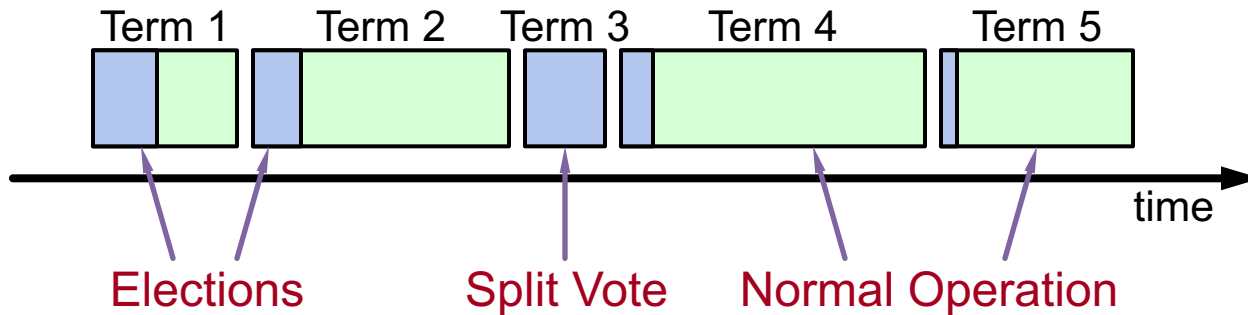 Term 1 Term 2 Term 3 Term 4 Term 5
time
Elections Split Vote Normal Operation